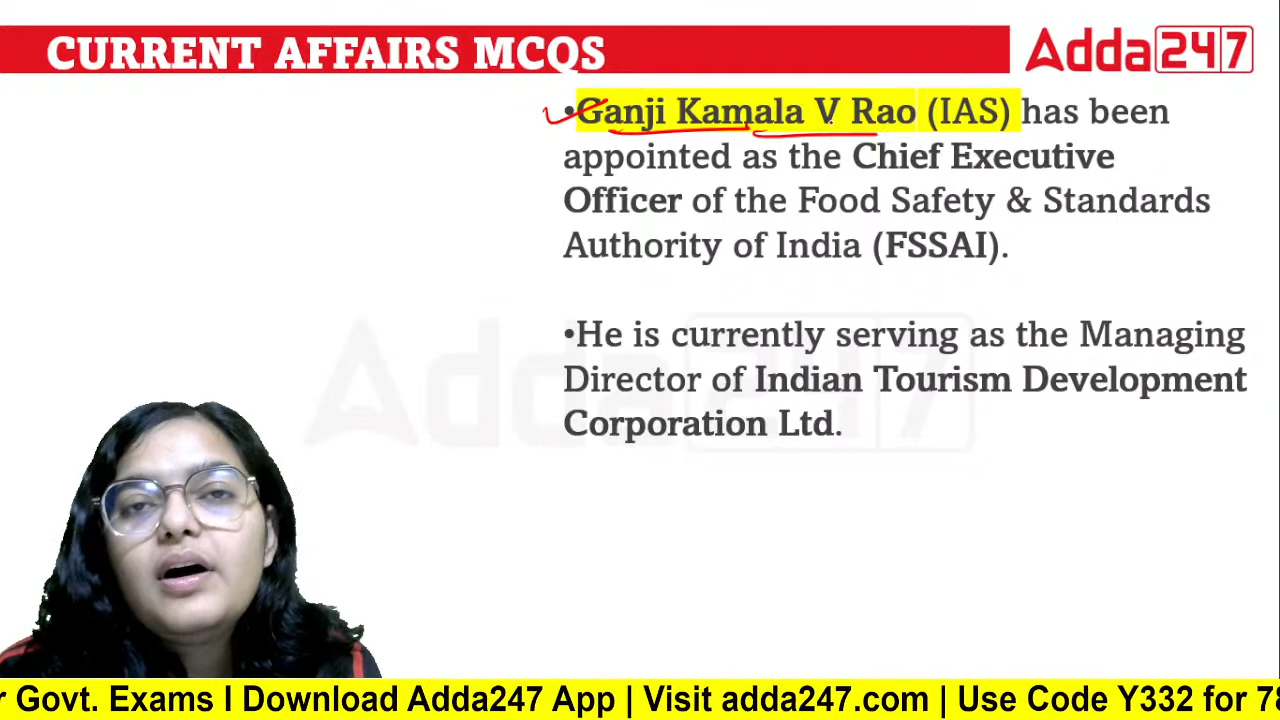 CURRENT AFFAIRS MCQS
Adda247
•Ganji Kamala V Rao (IAS) has been
appointed as the Chief Executive
Officer of the Food Safety & Standards
Authority of India (FSSAI).
•He is currently serving as the Managing
Director of Indian Tourism Development
Corporation Ltd.
Adda247
r Govt. Exams I Download Adda247 App | Visit adda247.com | Use Code Y332 for 78